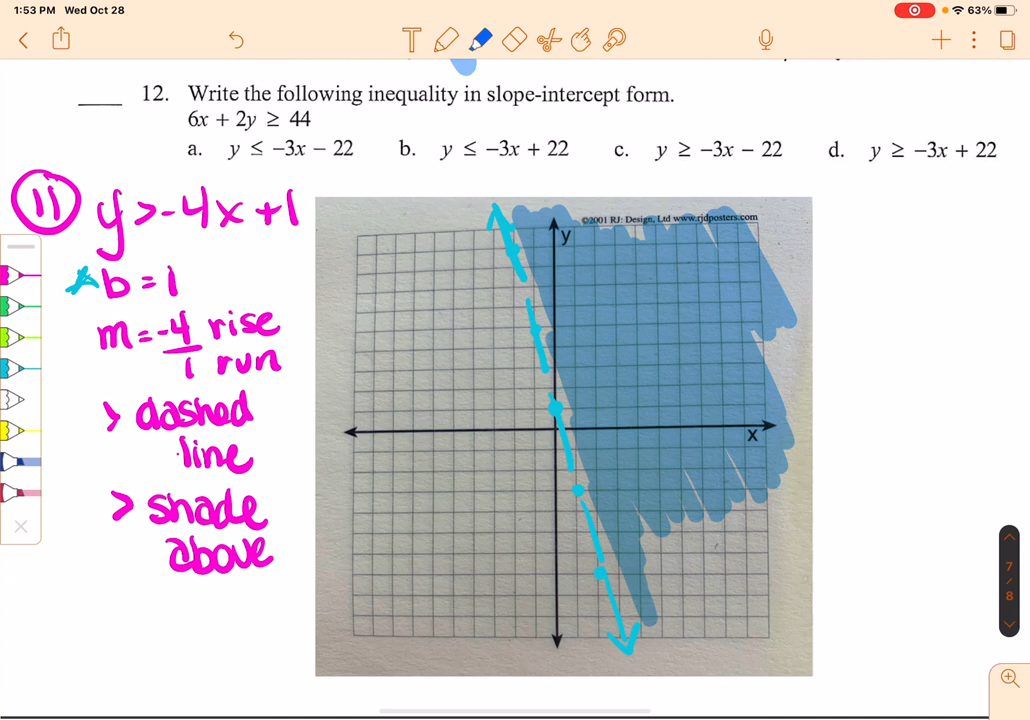 1:53 PM Wed Oct 28
63%
T
12. Write the following inequality in slope-intercept form.
6x + 2y ≥ 44
a. y ≤ −3x − 22 b. y ≤ −3x + 22 c. y ≥ −3x − 22 d. y ≥ −3x + 22
11 y > -4x + 1
b = 1
m = -4/1 rise run
> dashed
line
> shade
above
©2001 RJ: Design, Ltd www.rjdposters.com
y
x
7
/
8